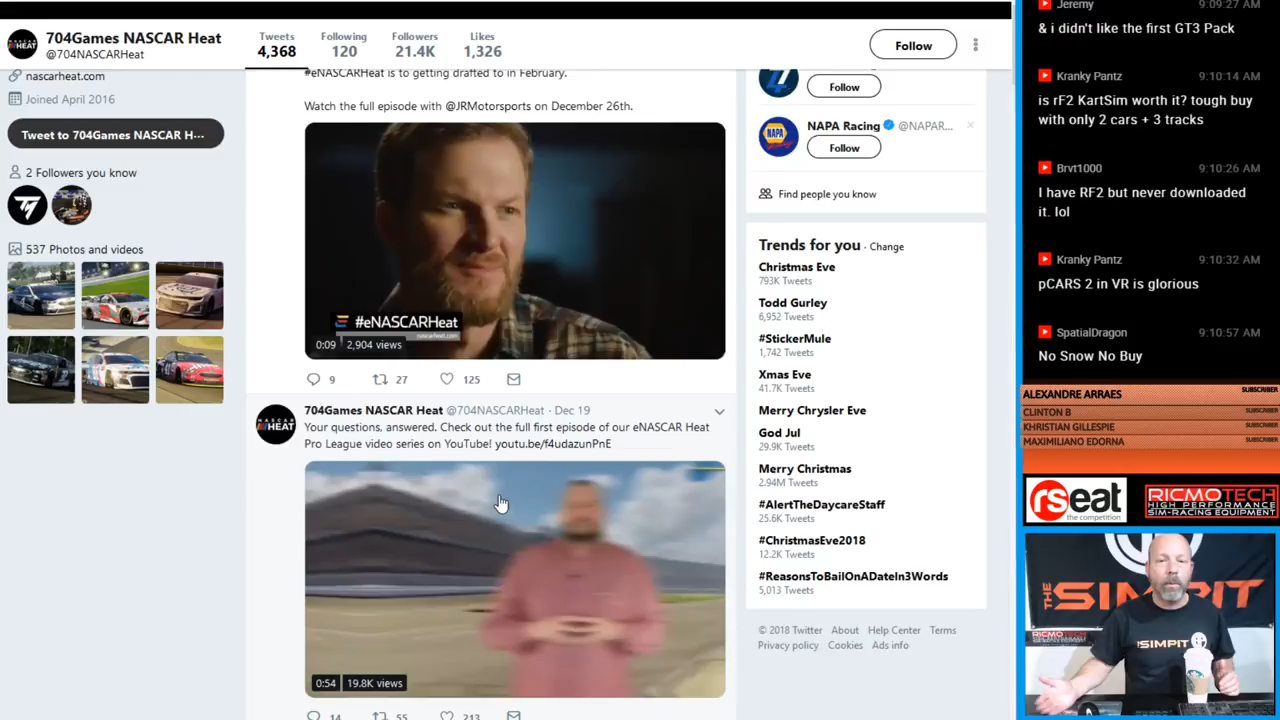 704Games NASCAR Heat
@704NASCARHeat
Tweets
4,368
Following
120
Followers
21.4K
Likes
1,326
Follow
nascarheat.com
Joined April 2016
Tweet to 704Games NASCAR H···
2 Followers you know
537 Photos and videos
#eNASCARHeat is to getting drafted to in February.
Watch the full episode with @JRMotorsports on December 26th.
#eNASCARHeat
nascarheat.com
0:09 2,904 views
9 27 125
704Games NASCAR Heat @704NASCARHeat · Dec 19
Your questions, answered. Check out the full first episode of our eNASCAR Heat
Pro League video series on YouTube! youtu.be/f4udazunPnE
0:54 19.8K views
14 55 213
Follow
NAPA
NAPA Racing @NAPAR...
Follow
Find people you know
Trends for you · Change
Christmas Eve
793K Tweets
Todd Gurley
6,952 Tweets
#StickerMule
1,742 Tweets
Xmas Eve
41.7K Tweets
Merry Chrysler Eve
God Jul
29.9K Tweets
Merry Christmas
2.94M Tweets
#AlertTheDaycareStaff
25.6K Tweets
#ChristmasEve2018
12.2K Tweets
#ReasonsToBailOnADateIn3Words
5,013 Tweets
© 2018 Twitter About Help Center Terms
Privacy policy Cookies Ads info
Jeremy 9:09:27 AM
& i didn't like the first GT3 Pack
Kranky Pantz 9:10:14 AM
is rF2 KartSim worth it? tough buy
with only 2 cars + 3 tracks
Brvt1000 9:10:26 AM
I have RF2 but never downloaded
it. lol
Kranky Pantz 9:10:32 AM
pCARS 2 in VR is glorious
SpatialDragon 9:10:57 AM
No Snow No Buy
ALEXANDRE ARRAES SUBSCRIBER
CLINTON B SUBSCRIBER
KHRISTIAN GILLESPIE SUBSCRIBER
MAXIMILIANO EDORNA SUBSCRIBER
rseat
the competition
RICMOTECH
HIGH PERFORMANCE
SIM-RACING EQUIPMENT
THE SIMPIT
RICMOTECH
SIMPIT